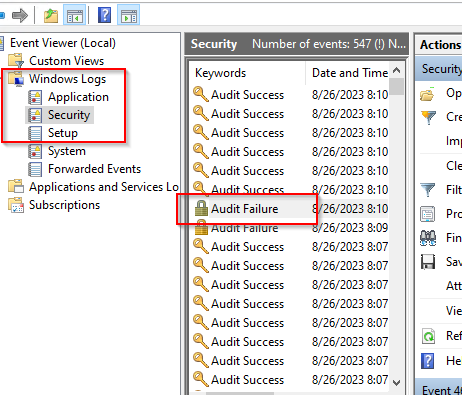 Event Viewer (Local)
Custom Views
Windows Logs
Application
Security
Setup
System
Forwarded Events
Applications and Services Lo
Subscriptions
Security Number of events: 547 (!) N...
Keywords Date and Time
Audit Success 8/26/2023 8:10
Audit Success 8/26/2023 8:10
Audit Success 8/26/2023 8:10
Audit Success 8/26/2023 8:10
Audit Success 8/26/2023 8:10
Audit Success 8/26/2023 8:10
Audit Failure 8/26/2023 8:10
Audit Failure 8/26/2023 8:09
Audit Success 8/26/2023 8:07
Audit Success 8/26/2023 8:07
Audit Success 8/26/2023 8:07
Audit Success 8/26/2023 8:07
Audit Success 8/26/2023 8:07
Audit Success 8/26/2023 8:07
Audit Success 8/26/2023 8:07
Audit Success 8/26/2023 8:07
Actions
Security
Op
Cre
Imp
Cle
Filt
Pro
Fin
Sav
Att
Vie
Ref
He
Event 46